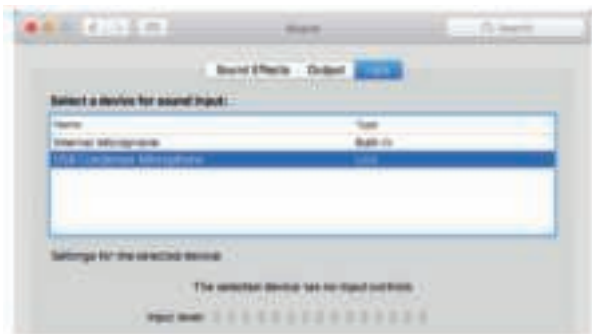 Sound
Search
Sound Effects Output Input
Select a device for sound input:
Name Type
Internal Microphone Built-in
USB Condenser Microphone USB
Settings for the selected device:
The selected device has no input controls
Input level: